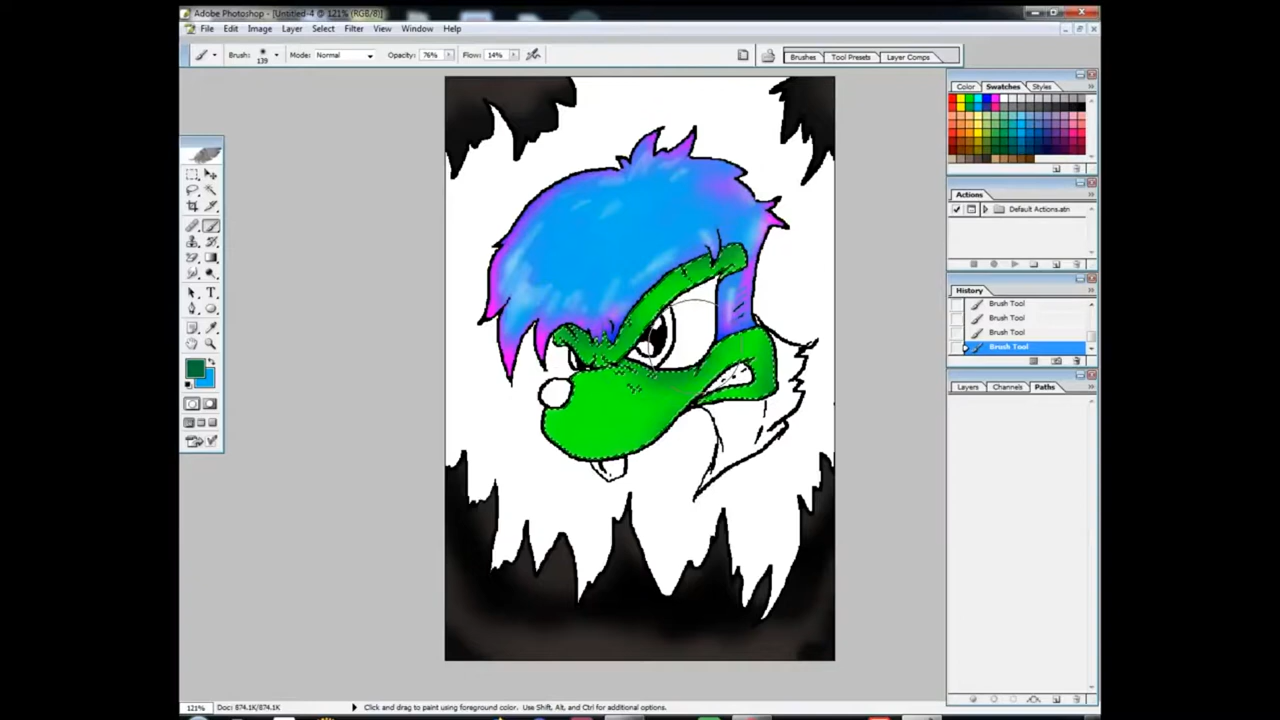 Adobe Photoshop - [Untitled-4 @ 121% (RGB/8)]
File Edit Image Layer Select Filter View Window Help
Brush: 139 Mode: Normal Opacity: 76% Flow: 14% Brushes Tool Presets Layer Comps
Color Swatches Styles
Actions
Default Actions.atn
History
Brush Tool
Brush Tool
Brush Tool
Brush Tool
Layers Channels Paths
121% Doc: 874.1K/874.1K Click and drag to paint using foreground color. Use Shift, Alt, and Ctrl for additional options.